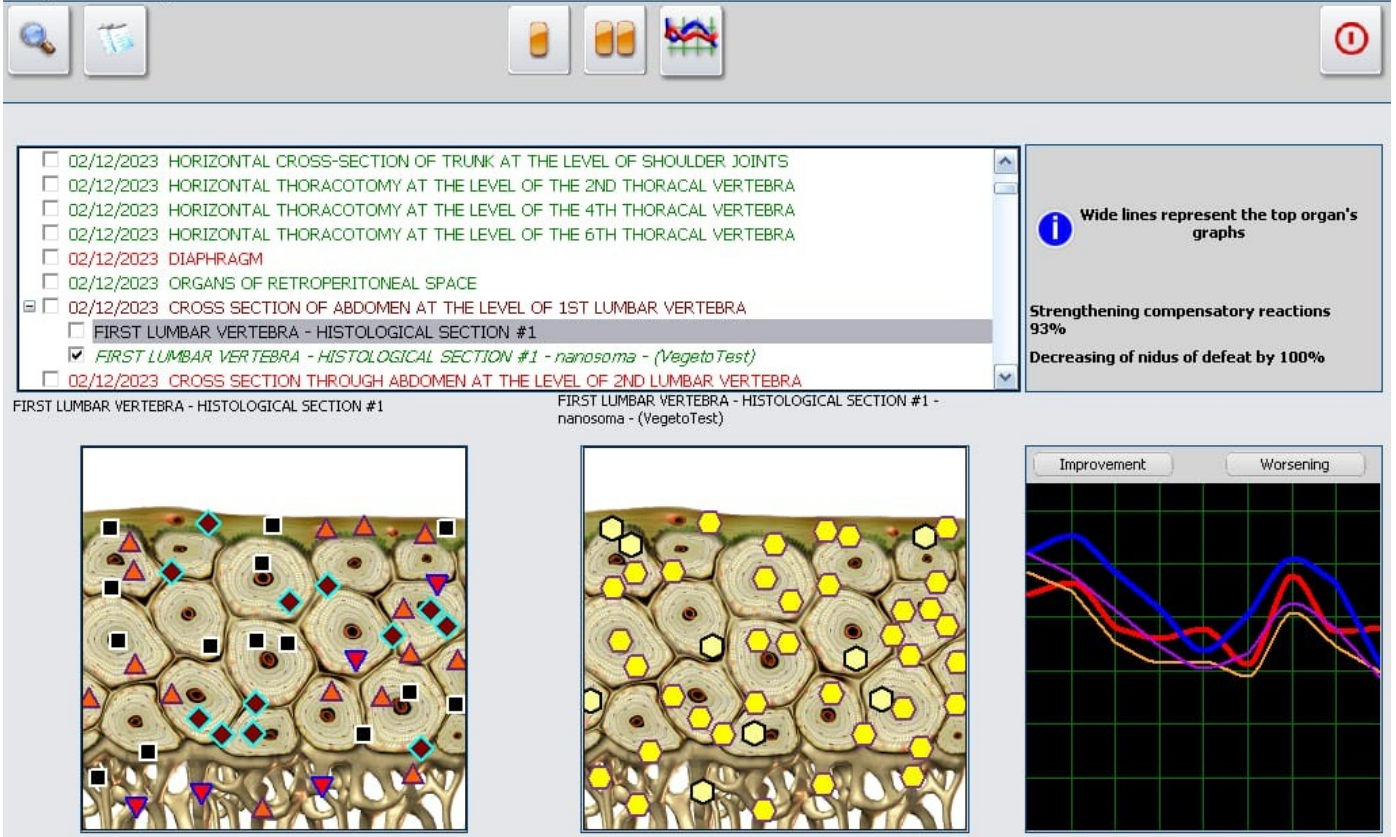 02/12/2023 HORIZONTAL CROSS-SECTION OF TRUNK AT THE LEVEL OF SHOULDER JOINTS
02/12/2023 HORIZONTAL THORACOTOMY AT THE LEVEL OF THE 2ND THORACAL VERTEBRA
02/12/2023 HORIZONTAL THORACOTOMY AT THE LEVEL OF THE 4TH THORACAL VERTEBRA
02/12/2023 HORIZONTAL THORACOTOMY AT THE LEVEL OF THE 6TH THORACAL VERTEBRA
02/12/2023 DIAPHRAGM
02/12/2023 ORGANS OF RETROPERITONEAL SPACE
02/12/2023 CROSS SECTION OF ABDOMEN AT THE LEVEL OF 1ST LUMBAR VERTEBRA
FIRST LUMBAR VERTEBRA - HISTOLOGICAL SECTION #1
FIRST LUMBAR VERTEBRA - HISTOLOGICAL SECTION #1 - nanosoma - (VegetoTest)
02/12/2023 CROSS SECTION THROUGH ABDOMEN AT THE LEVEL OF 2ND LUMBAR VERTEBRA
Wide lines represent the top organ's
graphs
Strengthening compensatory reactions
93%
Decreasing of nidus of defeat by 100%
FIRST LUMBAR VERTEBRA - HISTOLOGICAL SECTION #1
FIRST LUMBAR VERTEBRA - HISTOLOGICAL SECTION #1 -
nanosoma - (VegetoTest)
Improvement
Worsening